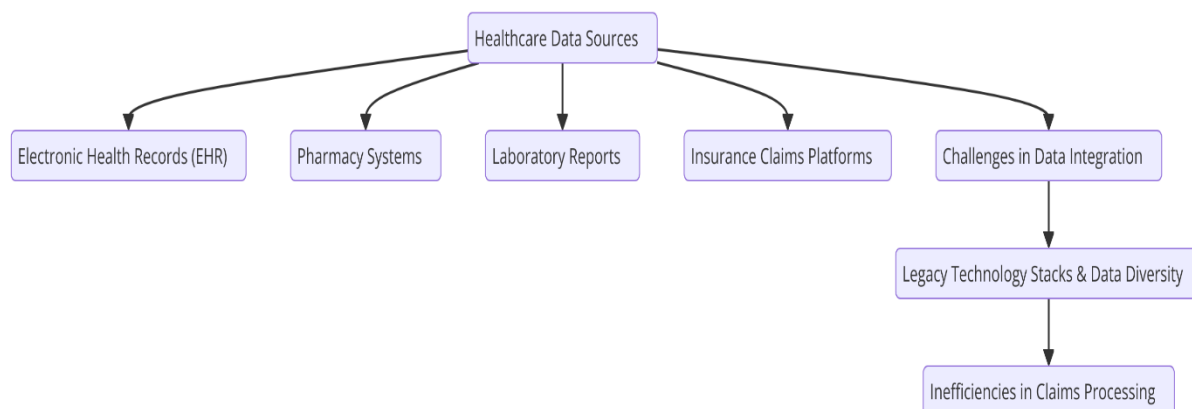 Healthcare Data Sources
Electronic Health Records (EHR)
Pharmacy Systems
Laboratory Reports
Insurance Claims Platforms
Challenges in Data Integration
Legacy Technology Stacks & Data Diversity
Inefficiencies in Claims Processing